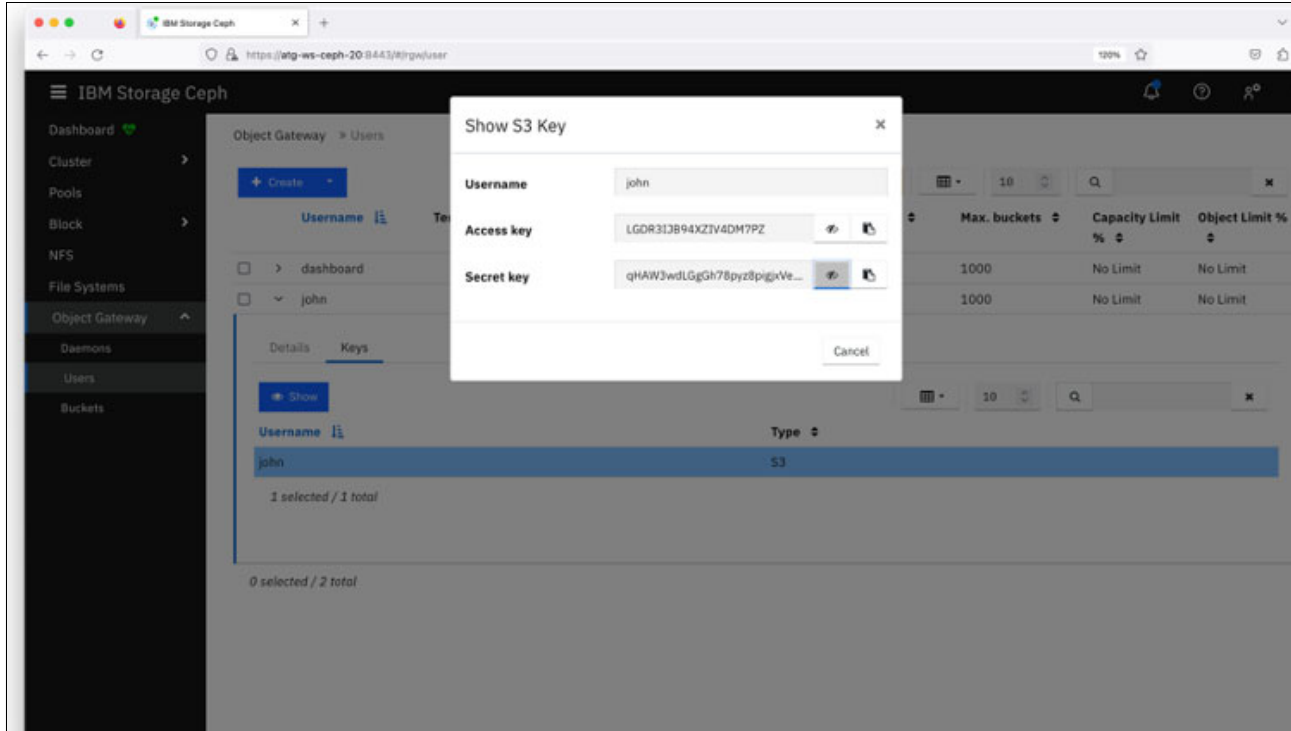 IBM Storage Ceph
https://atg-ws-ceph-20:8443/#/rgw/user
120%
IBM Storage Ceph
Dashboard
Cluster
Pools
Block
NFS
File Systems
Object Gateway
Daemons
Users
Buckets
Object Gateway » Users
+ Create
10
Username
Te
Max. buckets
Capacity Limit %
Object Limit %
dashboard
1000
No Limit
No Limit
john
1000
No Limit
No Limit
Details
Keys
Show
10
Username
Type
john
S3
1 selected / 1 total
0 selected / 2 total
Show S3 Key
Username
john
Access key
LGDR3IJB94XZIV4DM7PZ
Secret key
qHAW3wdLGgGh78pyz8pigjxVe...
Cancel